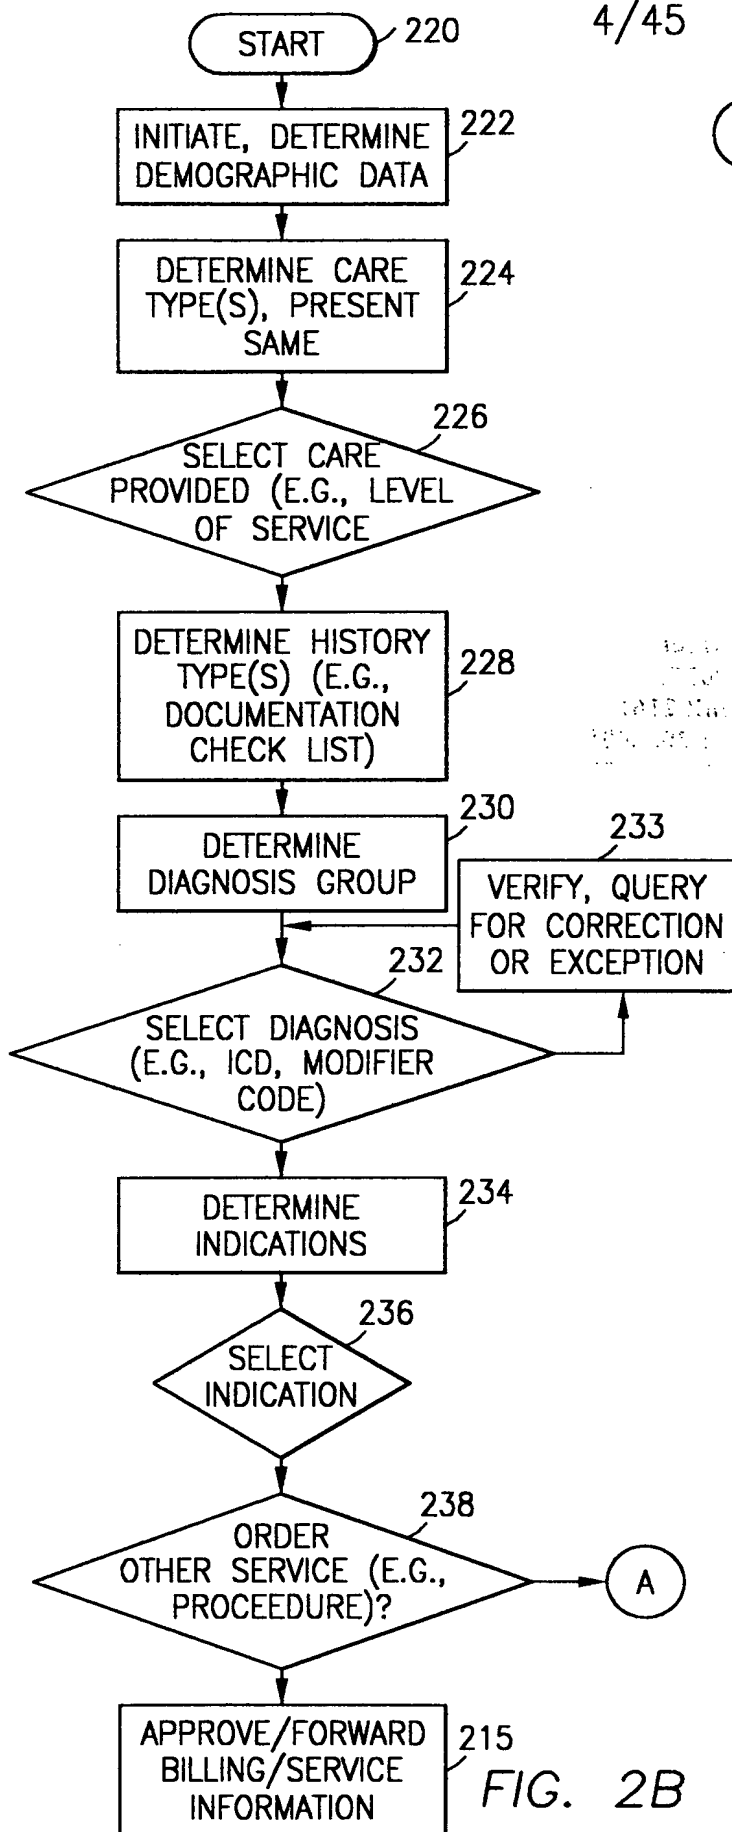 START
220
4/45
INITIATE, DETERMINE
DEMOGRAPHIC DATA
222
DETERMINE CARE
TYPE(S), PRESENT
SAME
224
226
SELECT CARE
PROVIDED (E.G., LEVEL
OF SERVICE
DETERMINE HISTORY
TYPE(S) (E.G.,
DOCUMENTATION
CHECK LIST)
228
230
DETERMINE
DIAGNOSIS GROUP
233
VERIFY, QUERY
FOR CORRECTION
OR EXCEPTION
232
SELECT DIAGNOSIS
(E.G., ICD, MODIFIER
CODE)
DETERMINE
INDICATIONS
234
236
SELECT
INDICATION
238
ORDER
OTHER SERVICE (E.G.,
PROCEEDURE)?
A
APPROVE/FORWARD
BILLING/SERVICE
INFORMATION
215
FIG. 2B